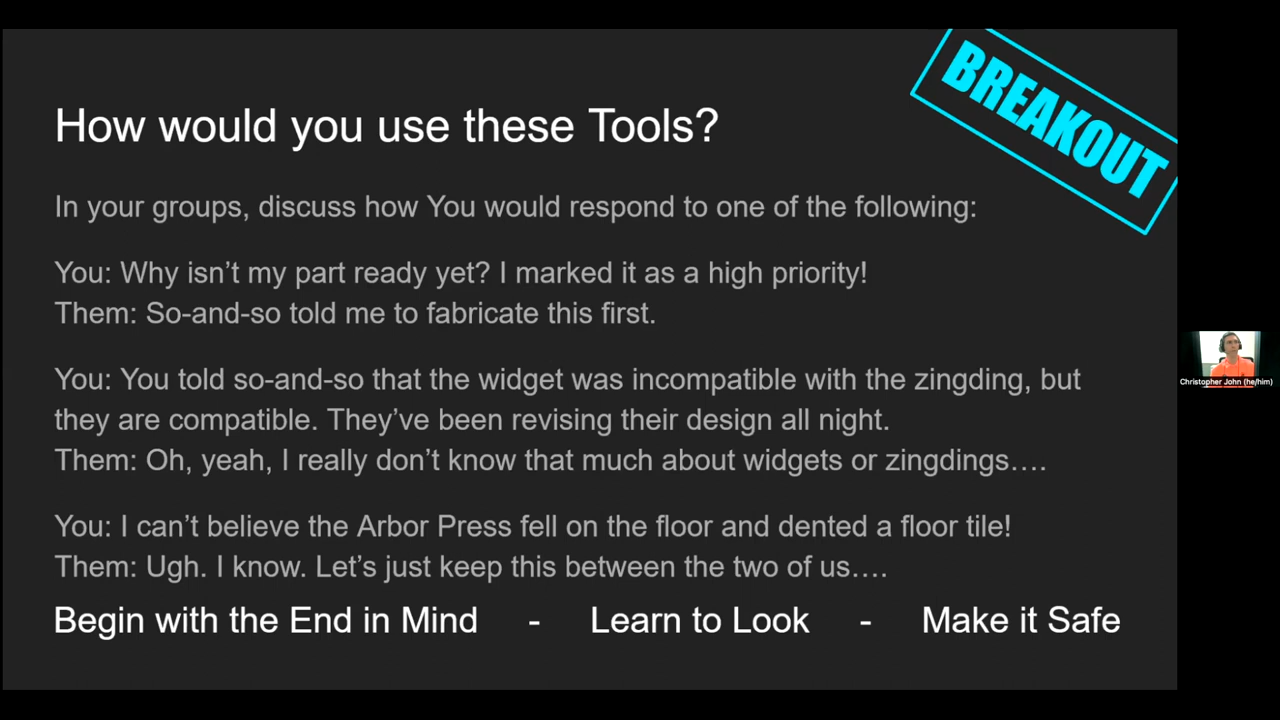 BREAKOUT
How would you use these Tools?
In your groups, discuss how You would respond to one of the following:
You: Why isn’t my part ready yet? I marked it as a high priority!
Them: So-and-so told me to fabricate this first.
You: You told so-and-so that the widget was incompatible with the zingding, but
they are compatible. They’ve been revising their design all night.
Them: Oh, yeah, I really don’t know that much about widgets or zingdings….
You: I can’t believe the Arbor Press fell on the floor and dented a floor tile!
Them: Ugh. I know. Let’s just keep this between the two of us….
Begin with the End in Mind - Learn to Look - Make it Safe
Christopher John (he/him)